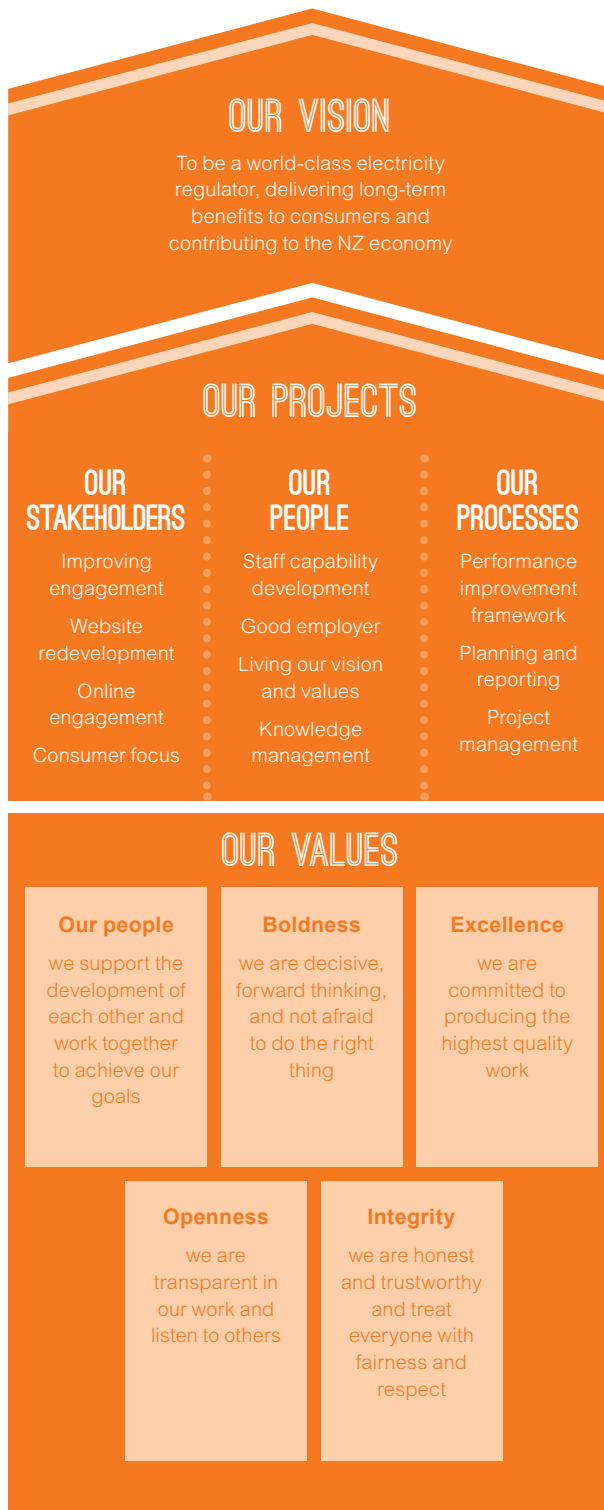 OUR VISION
To be a world-class electricity
regulator, delivering long-term
benefits to consumers and
contributing to the NZ economy
OUR PROJECTS
OUR
STAKEHOLDERS
Improving
engagement
Website
redevelopment
Online
engagement
Consumer focus
OUR
PEOPLE
Staff capability
development
Good employer
Living our vision
and values
Knowledge
management
OUR
PROCESSES
Performance
improvement
framework
Planning and
reporting
Project
management
OUR VALUES
Our people
we support the
development of
each other and
work together
to achieve our
goals
Boldness
we are decisive,
forward thinking,
and not afraid
to do the right
thing
Excellence
we are
committed to
producing the
highest quality
work
Openness
we are
transparent in
our work and
listen to others
Integrity
we are honest
and trustworthy
and treat
everyone with
fairness and
respect